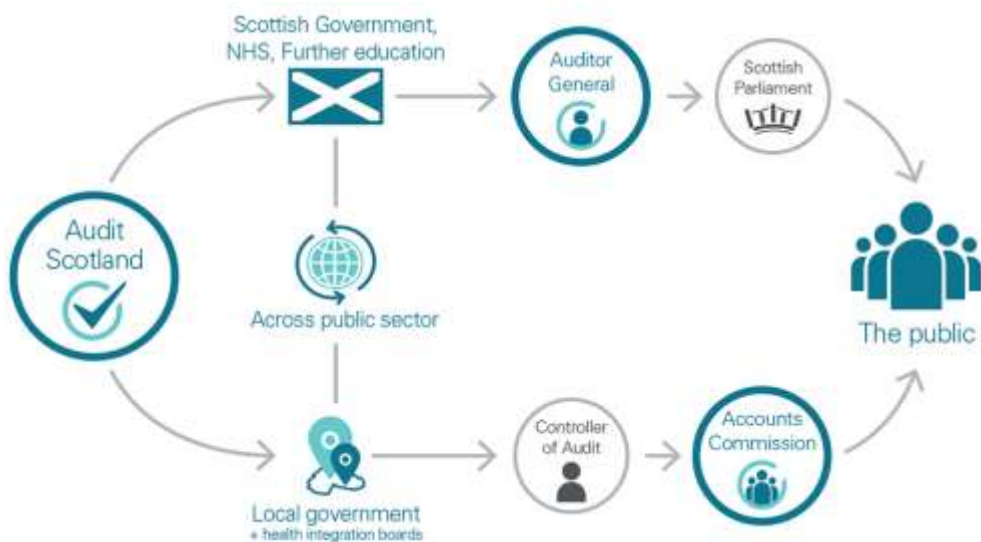 Scottish Government,
NHS, Further education
Auditor
General
Scottish
Parliament
Audit
Scotland
Across public sector
The public
Local government
+ health integration boards
Controller
of Audit
Accounts
Commission